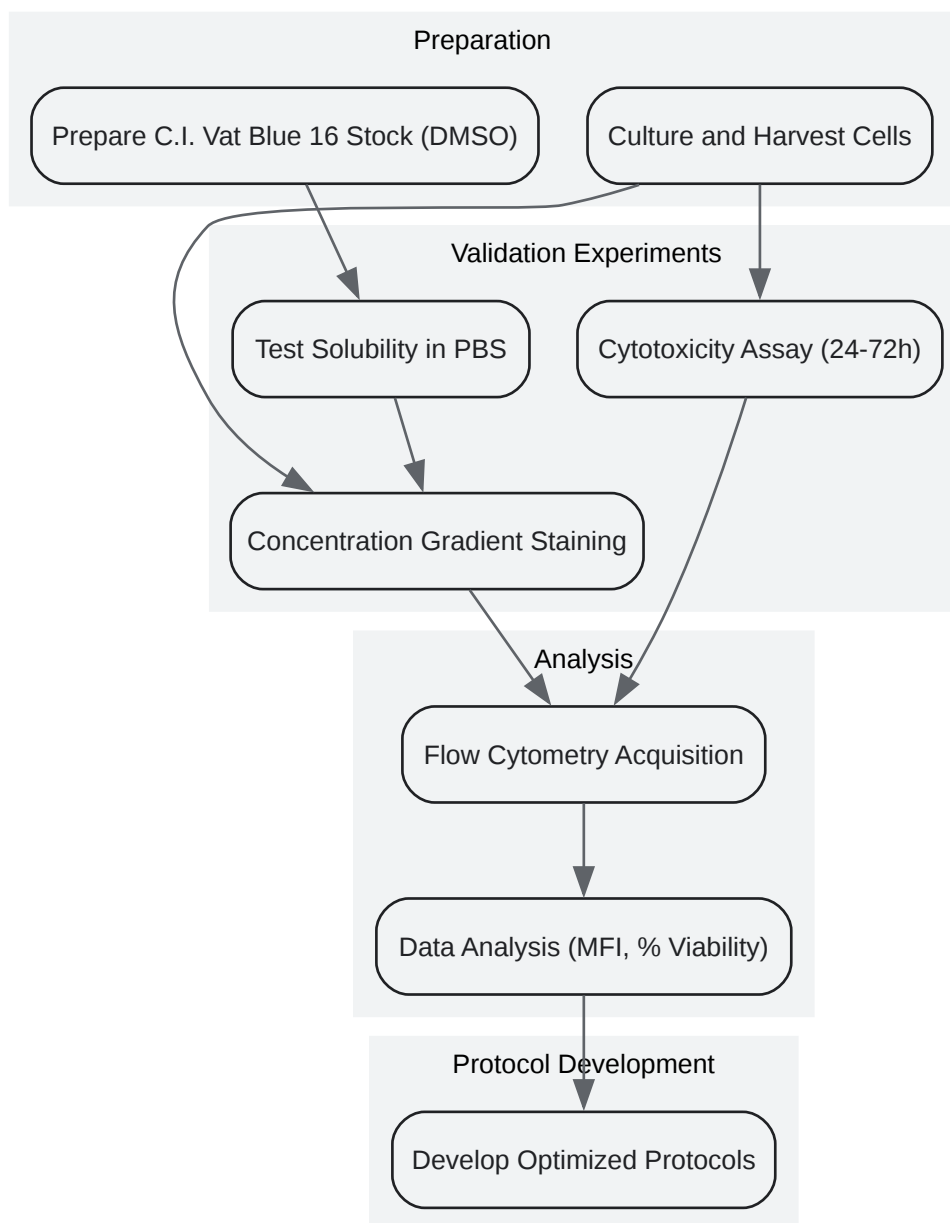 Preparation
Prepare C.I. Vat Blue 16 Stock (DMSO)
Culture and Harvest Cells
Validation Experiments
Test Solubility in PBS
Cytotoxicity Assay (24-72h)
Concentration Gradient Staining
Analysis
Flow Cytometry Acquisition
Data Analysis (MFI, % Viability)
Protocol Development
Develop Optimized Protocols